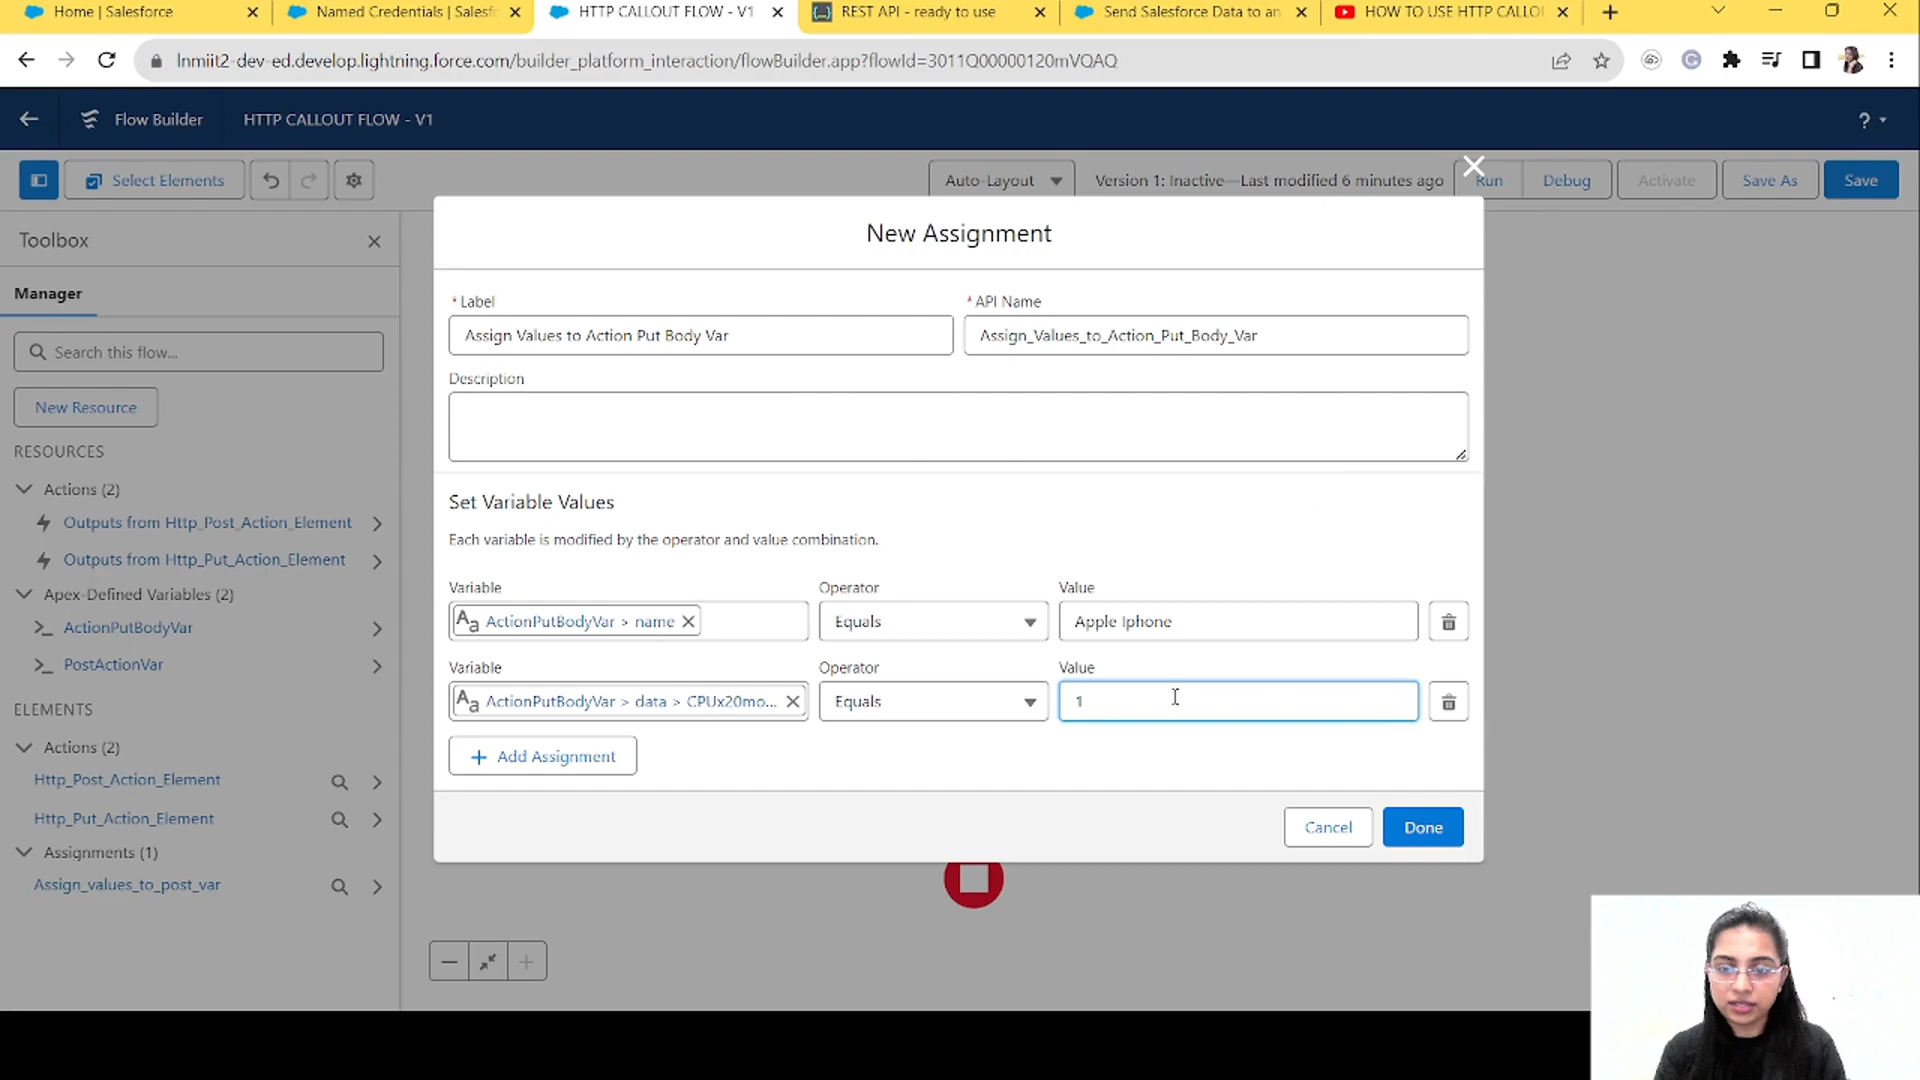 Home | Salesforce
Named Credentials | Salesf
HTTP CALLOUT FLOW - V1
REST API - ready to use
Send Salesforce Data to an
HOW TO USE HTTP CALLO
lnmiit2-dev-ed.develop.lightning.force.com/builder_platform_interaction/flowBuilder.app?flowId=3011Q00000120mVQAQ
Flow Builder
HTTP CALLOUT FLOW - V1
?
Select Elements
Auto-Layout
Version 1: Inactive—Last modified 6 minutes ago
Run
Debug
Activate
Save As
Save
Toolbox
Manager
Search this flow...
New Resource
RESOURCES
Actions (2)
Outputs from Http_Post_Action_Element
Outputs from Http_Put_Action_Element
Apex-Defined Variables (2)
ActionPutBodyVar
PostActionVar
ELEMENTS
Actions (2)
Http_Post_Action_Element
Http_Put_Action_Element
Assignments (1)
Assign_values_to_post_var
New Assignment
* Label
* API Name
Assign Values to Action Put Body Var
Assign_Values_to_Action_Put_Body_Var
Description
Set Variable Values
Each variable is modified by the operator and value combination.
Variable
Operator
Value
Aa ActionPutBodyVar > name
Equals
Apple Iphone
Variable
Operator
Value
Aa ActionPutBodyVar > data > CPUx20mo...
Equals
1
Add Assignment
Cancel
Done